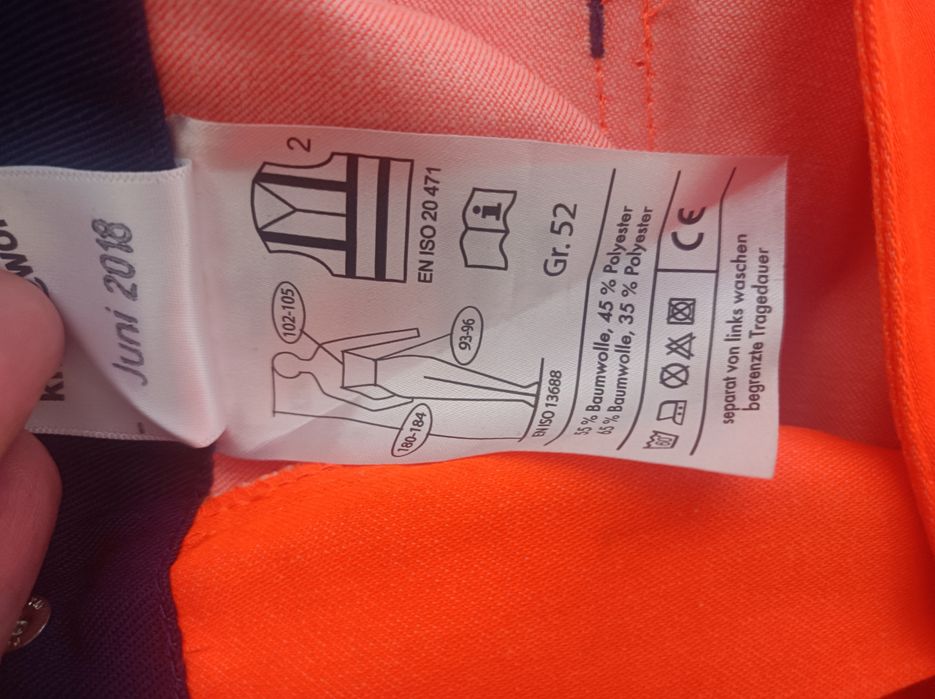 Juni 2018
2
EN ISO 20 471
102-105
93-96
180-184
EN ISO 13688
Gr. 52
55 % Baumwolle, 45 % Polyester
65 % Baumwolle, 35 % Polyester
60
CE
separat von links waschen
begrenzte Tragedauer